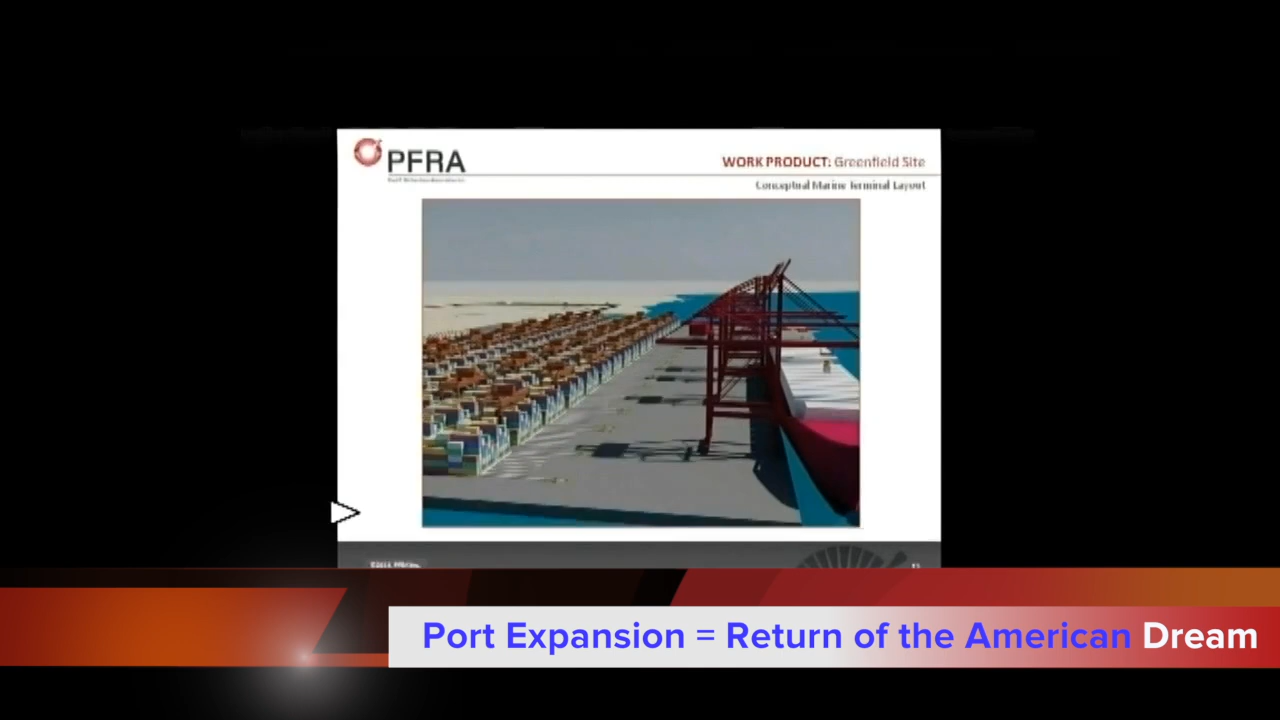 PFRA
WORK PRODUCT: Greenfield Site
Conceptual Marine Terminal Layout
Port Expansion = Return of the American Dream